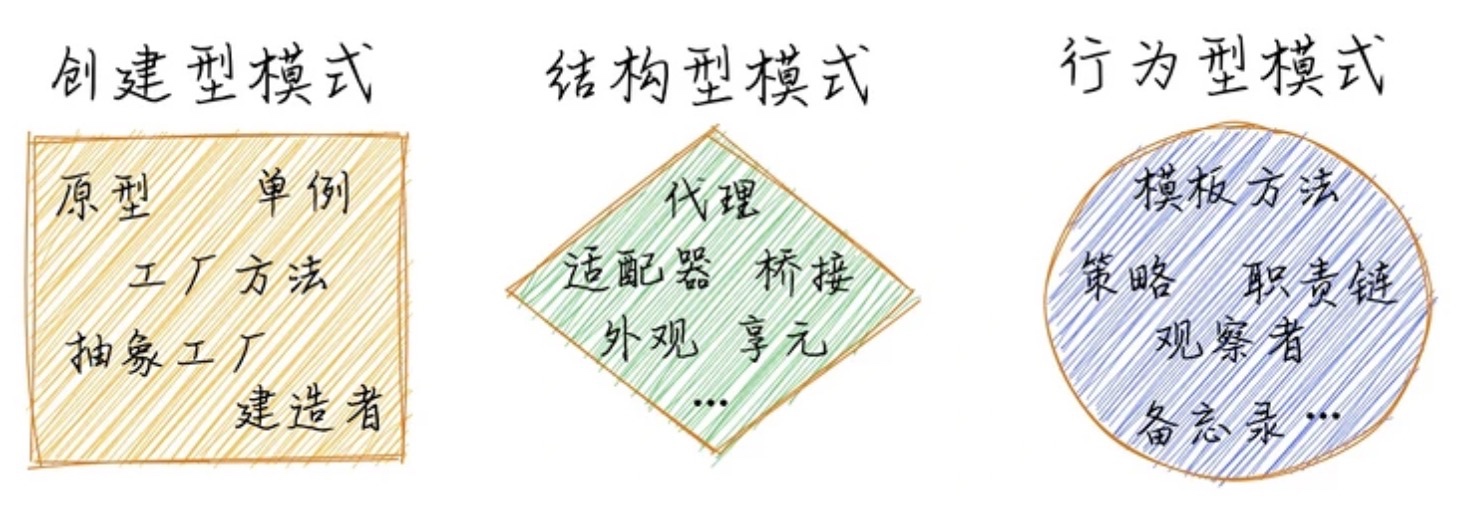 创建型模式
原型 单例
工厂方法
抽象工厂
建造者
结构型模式
代理
适配器 桥接
外观 享元
...
行为型模式
模板方法
策略 职责链
观察者
备忘录...